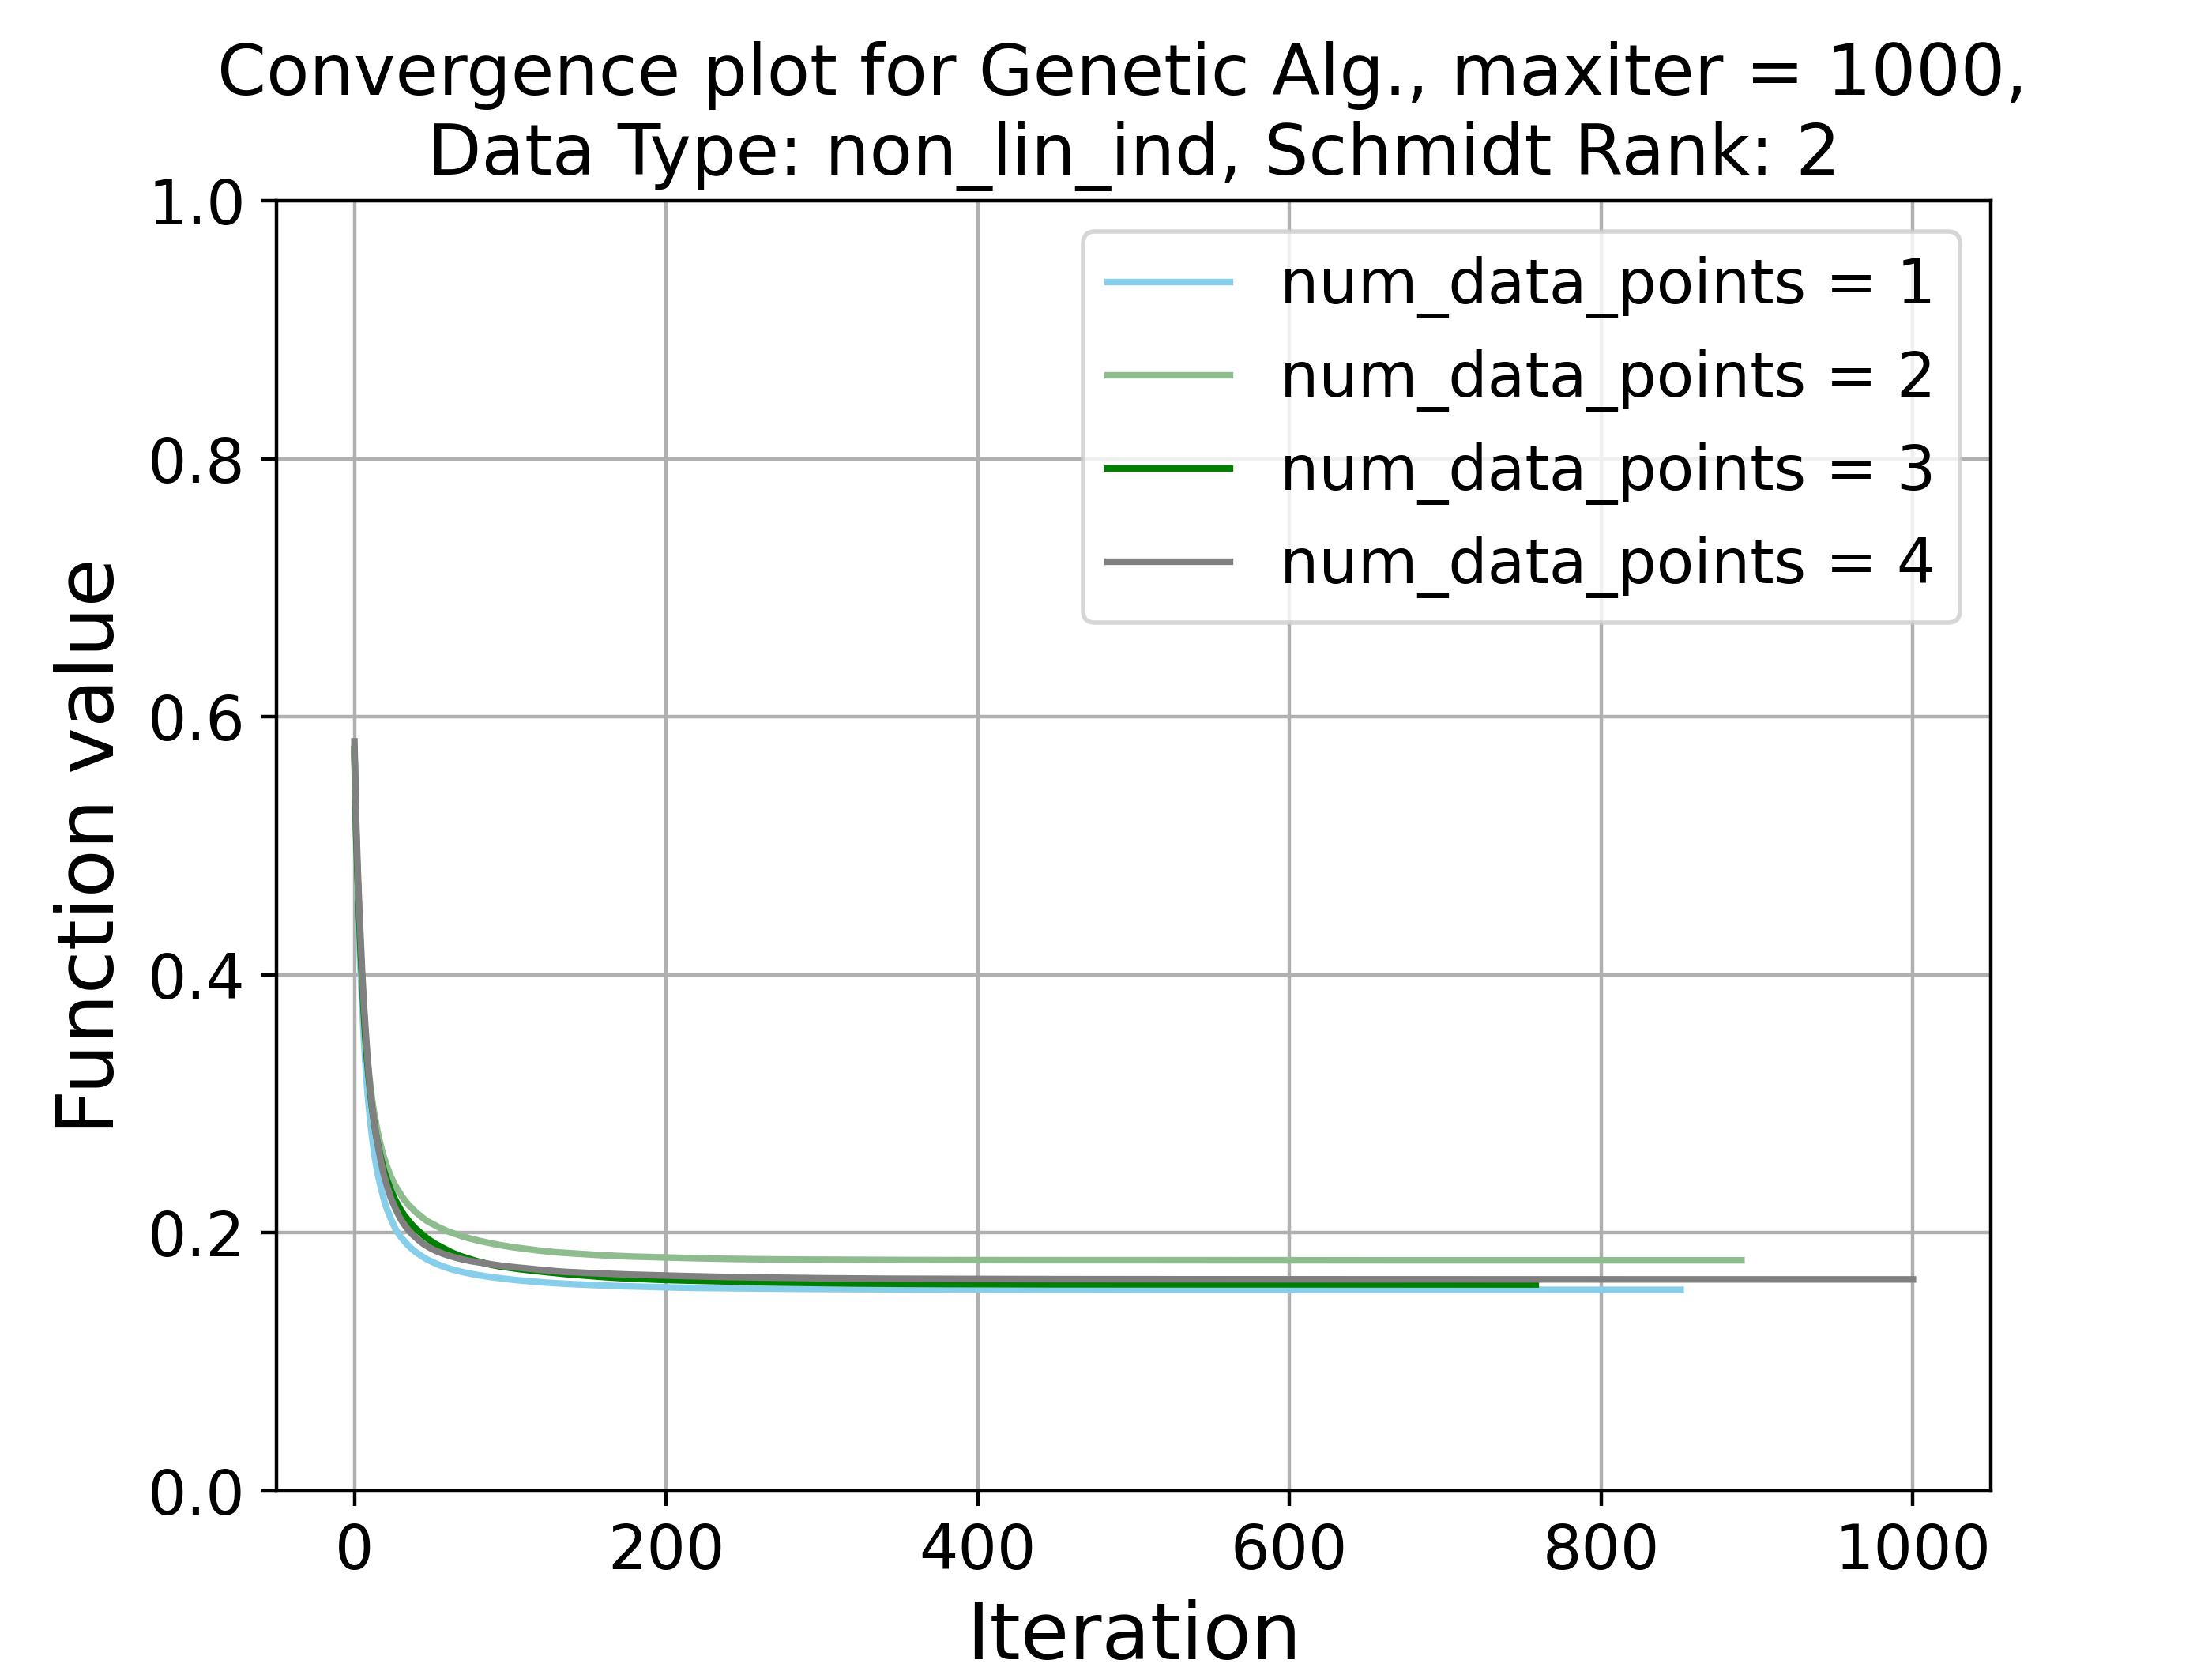 Convergence plot for Genetic Alg., maxiter = 1000,
Data Type: non_lin_ind, Schmidt Rank: 2
1.0
0.8
0.6
0.4
0.2
0.0
Function value
num_data_points = 1
num_data_points = 2
num_data_points = 3
num_data_points = 4
0 200 400 600 800 1000
Iteration